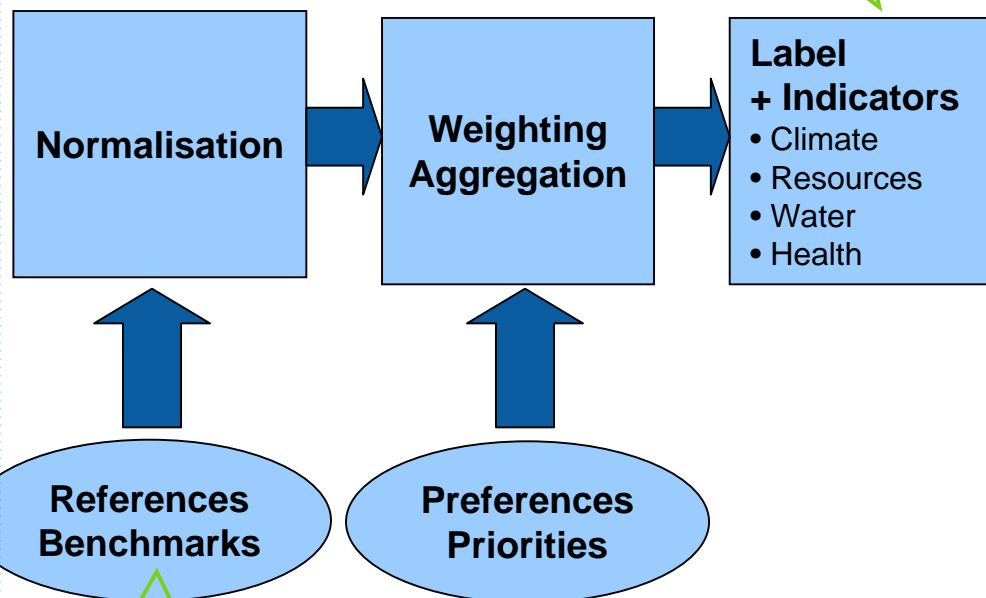 Normalisation
Weighting
Aggregation
Label
+ Indicators
• Climate
• Resources
• Water
• Health
References
Benchmarks
Preferences
Priorities